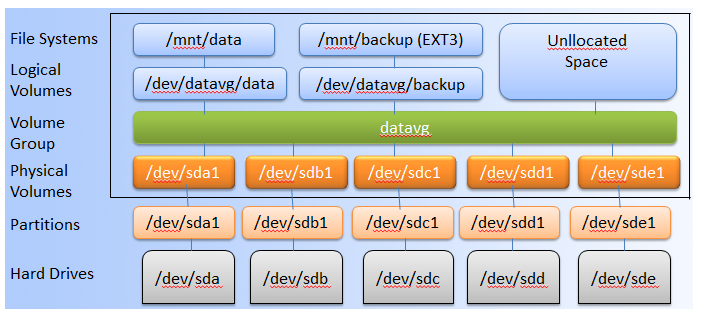 File Systems
/mnt/data
/mnt/backup (EXT3)
Unllocated
Space
Logical
Volumes
/dev/datavg/data
/dev/datavg/backup
Volume
Group
datavg
Physical
Volumes
/dev/sda1
/dev/sdb1
/dev/sdc1
/dev/sdd1
/dev/sde1
Partitions
/dev/sda1
/dev/sdb1
/dev/sdc1
/dev/sdd1
/dev/sde1
Hard Drives
/dev/sda
/dev/sdb
/dev/sdc
/dev/sdd
/dev/sde